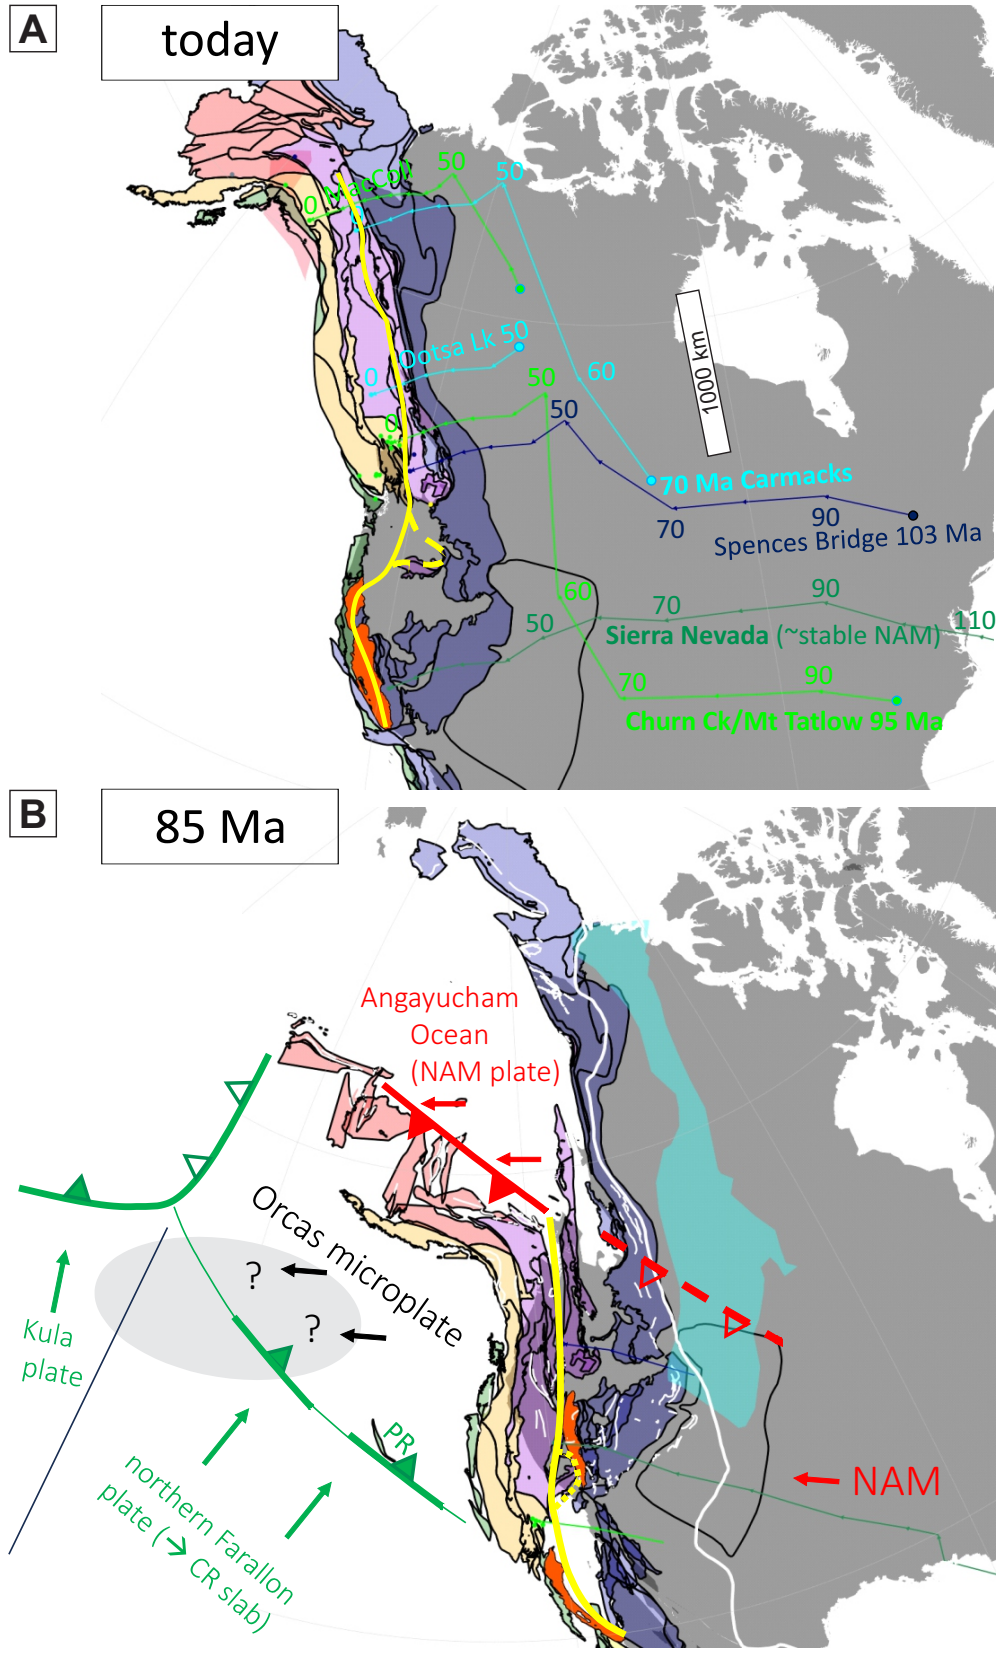 A
today
50
50
0 MacColl
Ootsa Lk 50
0
60
1000 km
50
50
0
70 Ma Carmacks
70
90
Spences Bridge 103 Ma
60
70
90
50
110
Sierra Nevada (~stable NAM)
70
90
Churn Ck/Mt Tatlow 95 Ma
B
85 Ma
Angayucham
Ocean
(NAM plate)
Orcas microplate
?
?
Kula
plate
PR
NAM
northern Farallon
plate (→ CR slab)